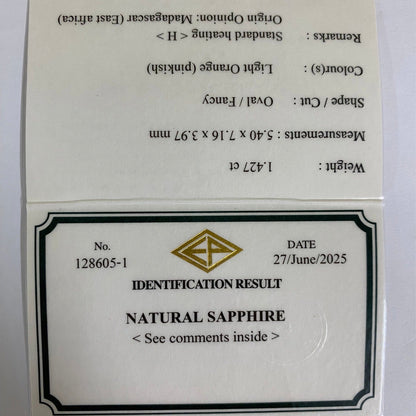 Weight : 1.427 ct
Measurements : 5.40 x 7.16 x 3.97 mm
Shape / Cut : Oval / Fancy
Colour(s) : Light Orange (pinkish)
Remarks : Standard heating < H >
Origin Opinion: Madagascar (East africa)
No. DATE
128605-1 27/June/2025
IDENTIFICATION RESULT
NATURAL SAPPHIRE
< See comments inside >